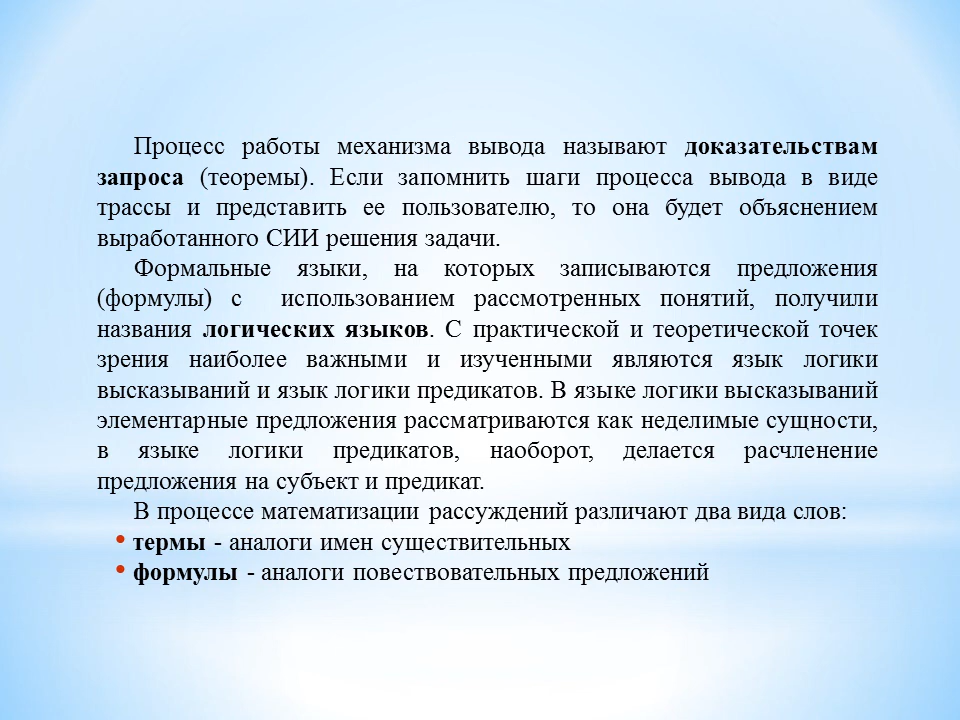 Процесс работы механизма вывода называют доказательствам
запроса (теоремы). Если запомнить шаги процесса вывода в виде
трассы и представить ее пользователю, то она будет объяснением
выработанного СИИ решения задачи.
Формальные языки, на которых записываются предложения
(формулы) с использованием рассмотренных понятий, получили
названия логических языков. С практической и теоретической точек
зрения наиболее важными и изученными являются язык логики
высказываний и язык логики предикатов. В языке логики высказываний
элементарные предложения рассматриваются как неделимые сущности,
в языке логики предикатов, наоборот, делается расчленение
предложения на субъект и предикат.
В процессе математизации рассуждений различают два вида слов:
• термы - аналоги имен существительных
• формулы - аналоги повествовательных предложений